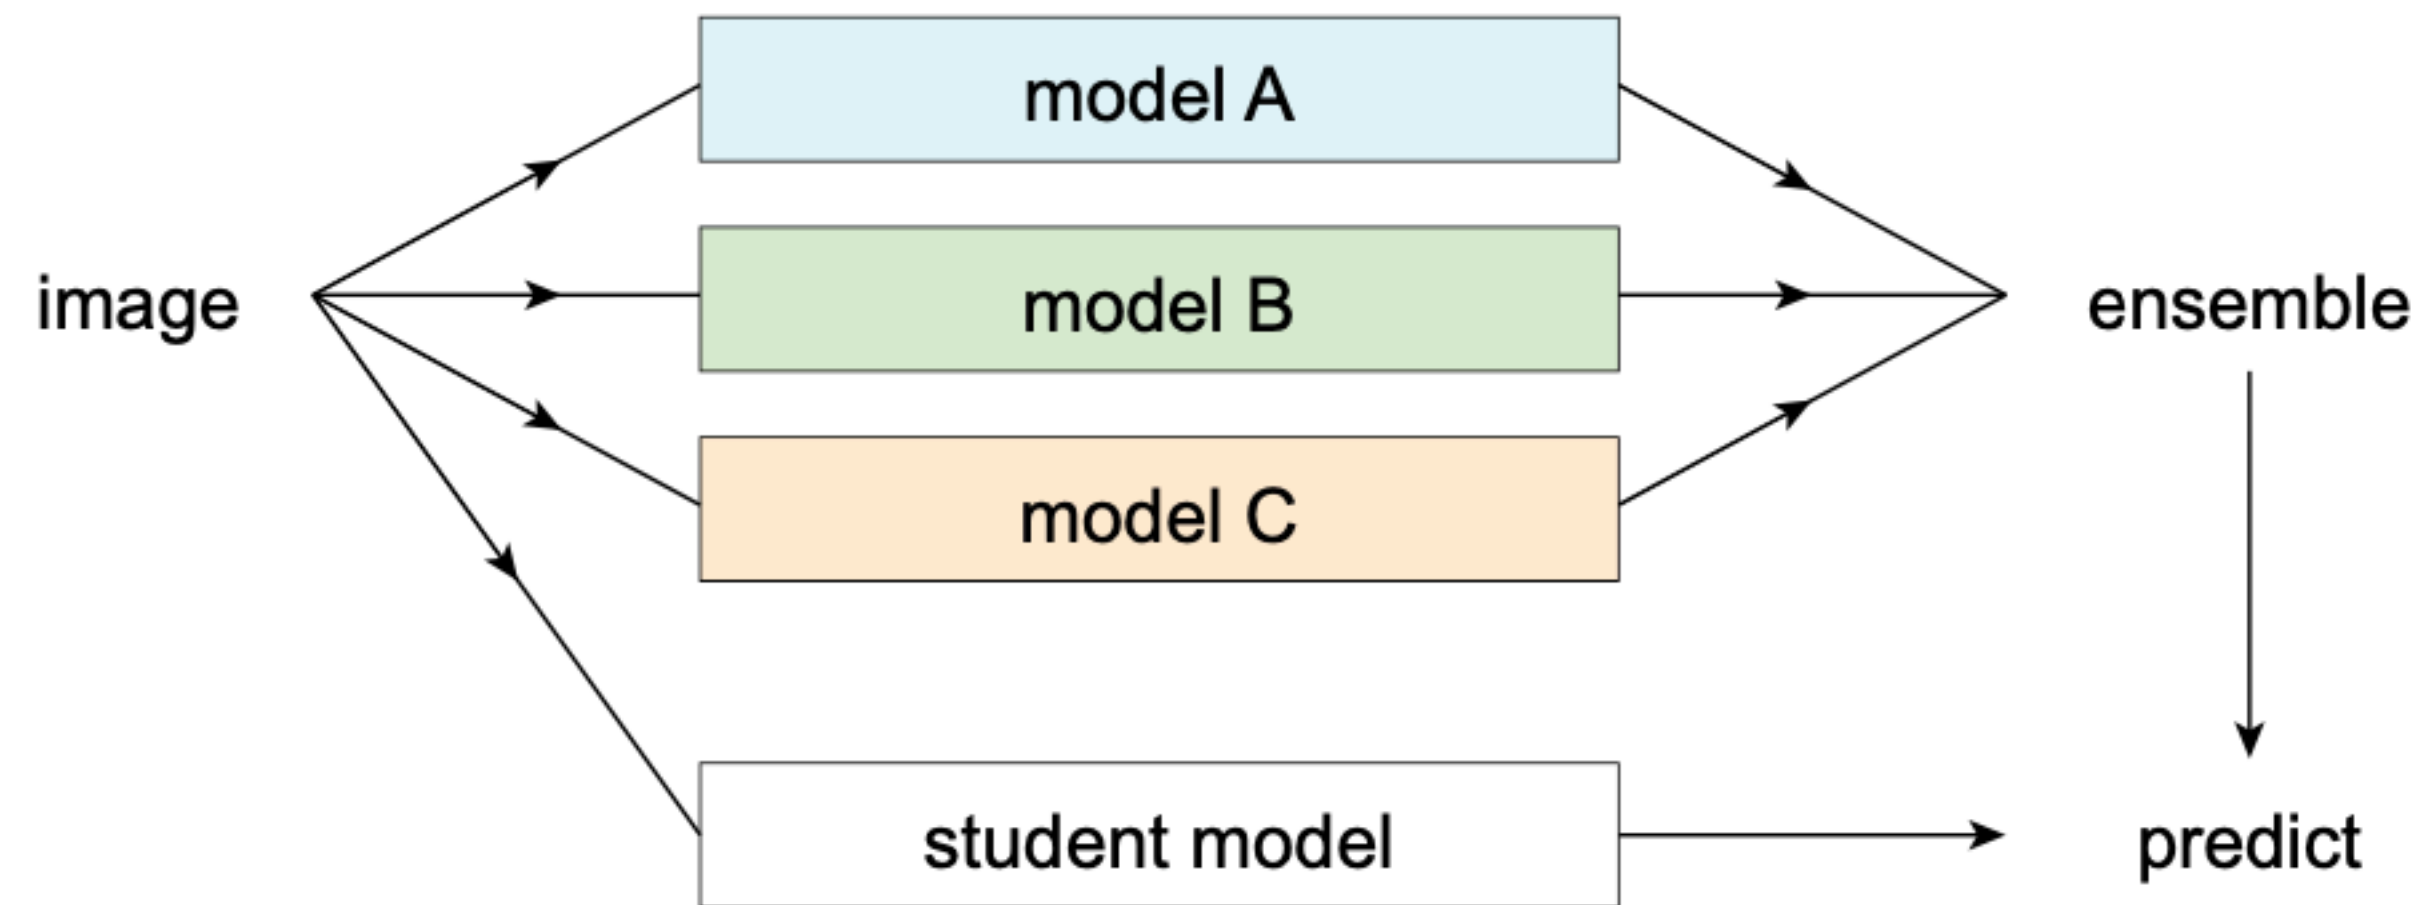 model A
image
model B
ensemble
model C
student model
predict